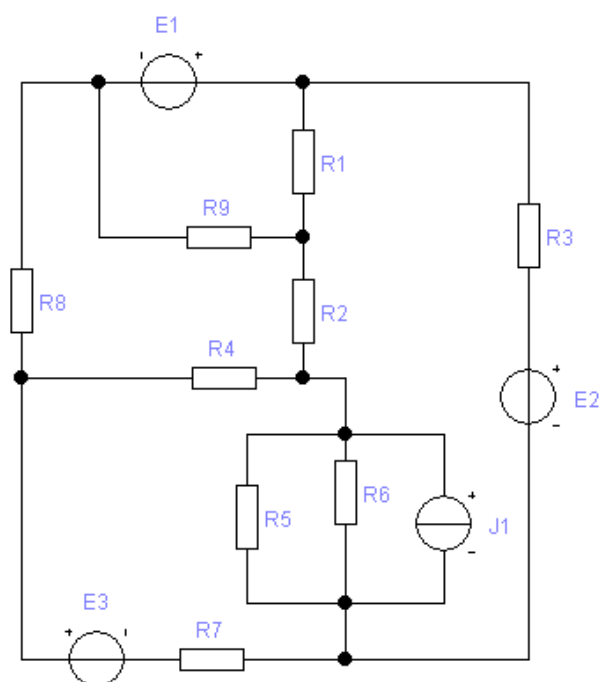 E1
- +
R1
R9
R3
R8
R2
R4
+
E2
-
R6
+
R5
J1
-
E3
+ -
R7